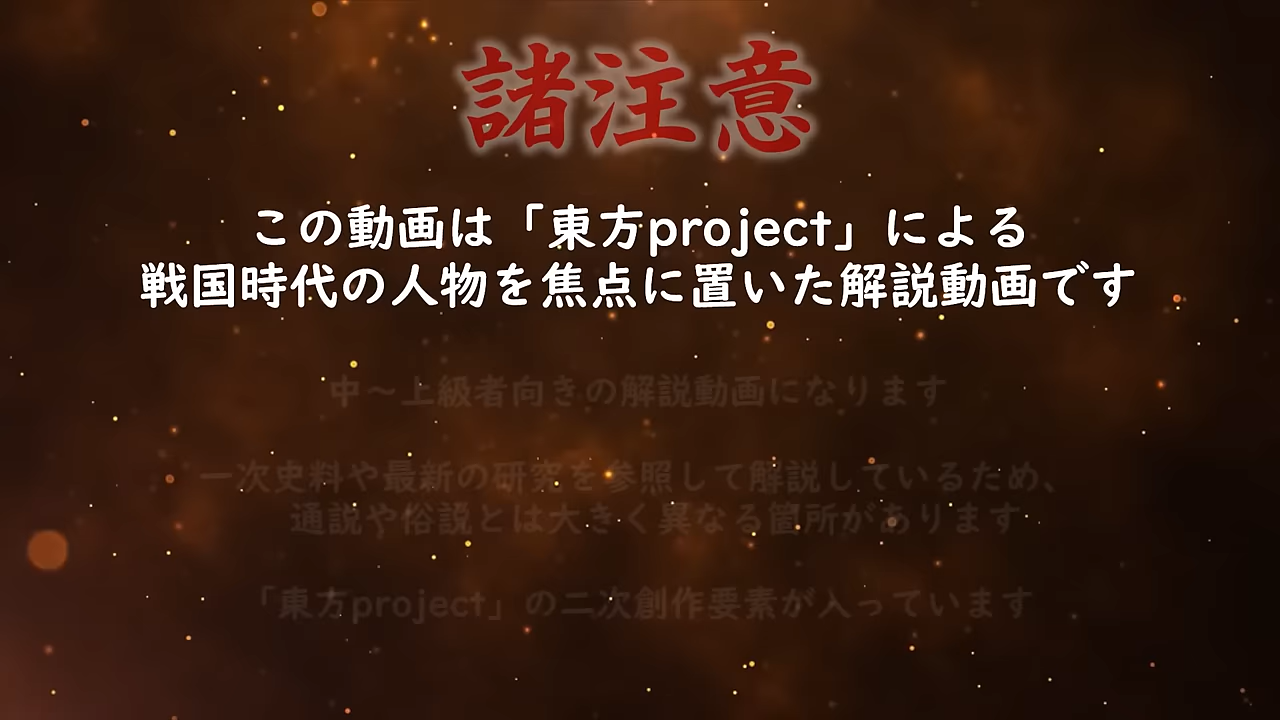 諸注意
この動画は「東方project」による
戦国時代の人物を焦点に置いた解説動画です
中～上級者向きの解説動画になります
一次史料や最新の研究を参照して解説しているため、
通説や俗説とは大きく異なる箇所があります
「東方project」の二次創作要素が入っています